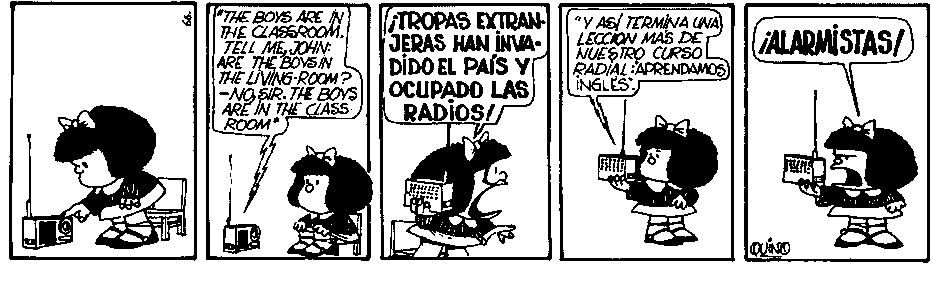 "THE BOYS ARE IN
THE CLASSROOM.
TELL ME, JOHN:
ARE THE BOYS IN
THE LIVING-ROOM?
-NO, SIR. THE BOYS
ARE IN THE CLASS
ROOM"
¡TROPAS EXTRAN-
JERAS HAN INVA-
DIDO EL PAÍS Y
OCUPADO LAS
RADIOS!
"Y ASÍ TERMINA UNA
LECCION MÁS DE
NUESTRO CURSO
RADIAL: 'APRENDAMOS
INGLÉS'.
¡ALARMISTAS!
QUINO